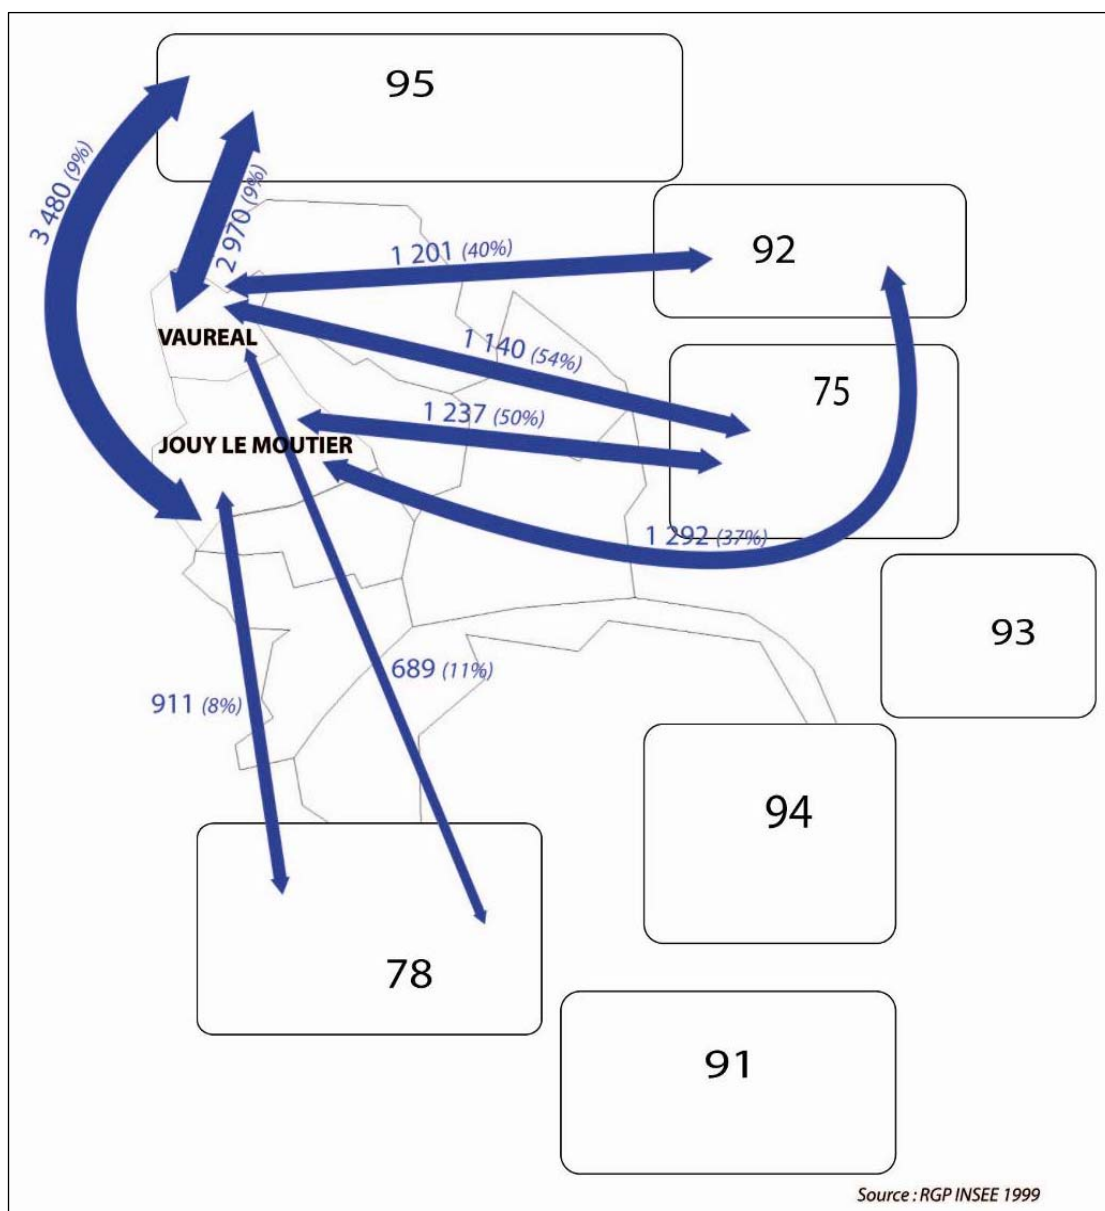 95
3 480 (9%)
2 970 (9%)
1 201 (40%)
92
VAUREAL
1 140 (54%)
75
1 237 (50%)
JOUY LE MOUTIER
1 292 (37%)
93
689 (11%)
911 (8%)
94
78
91
Source : RGP INSEE 1999